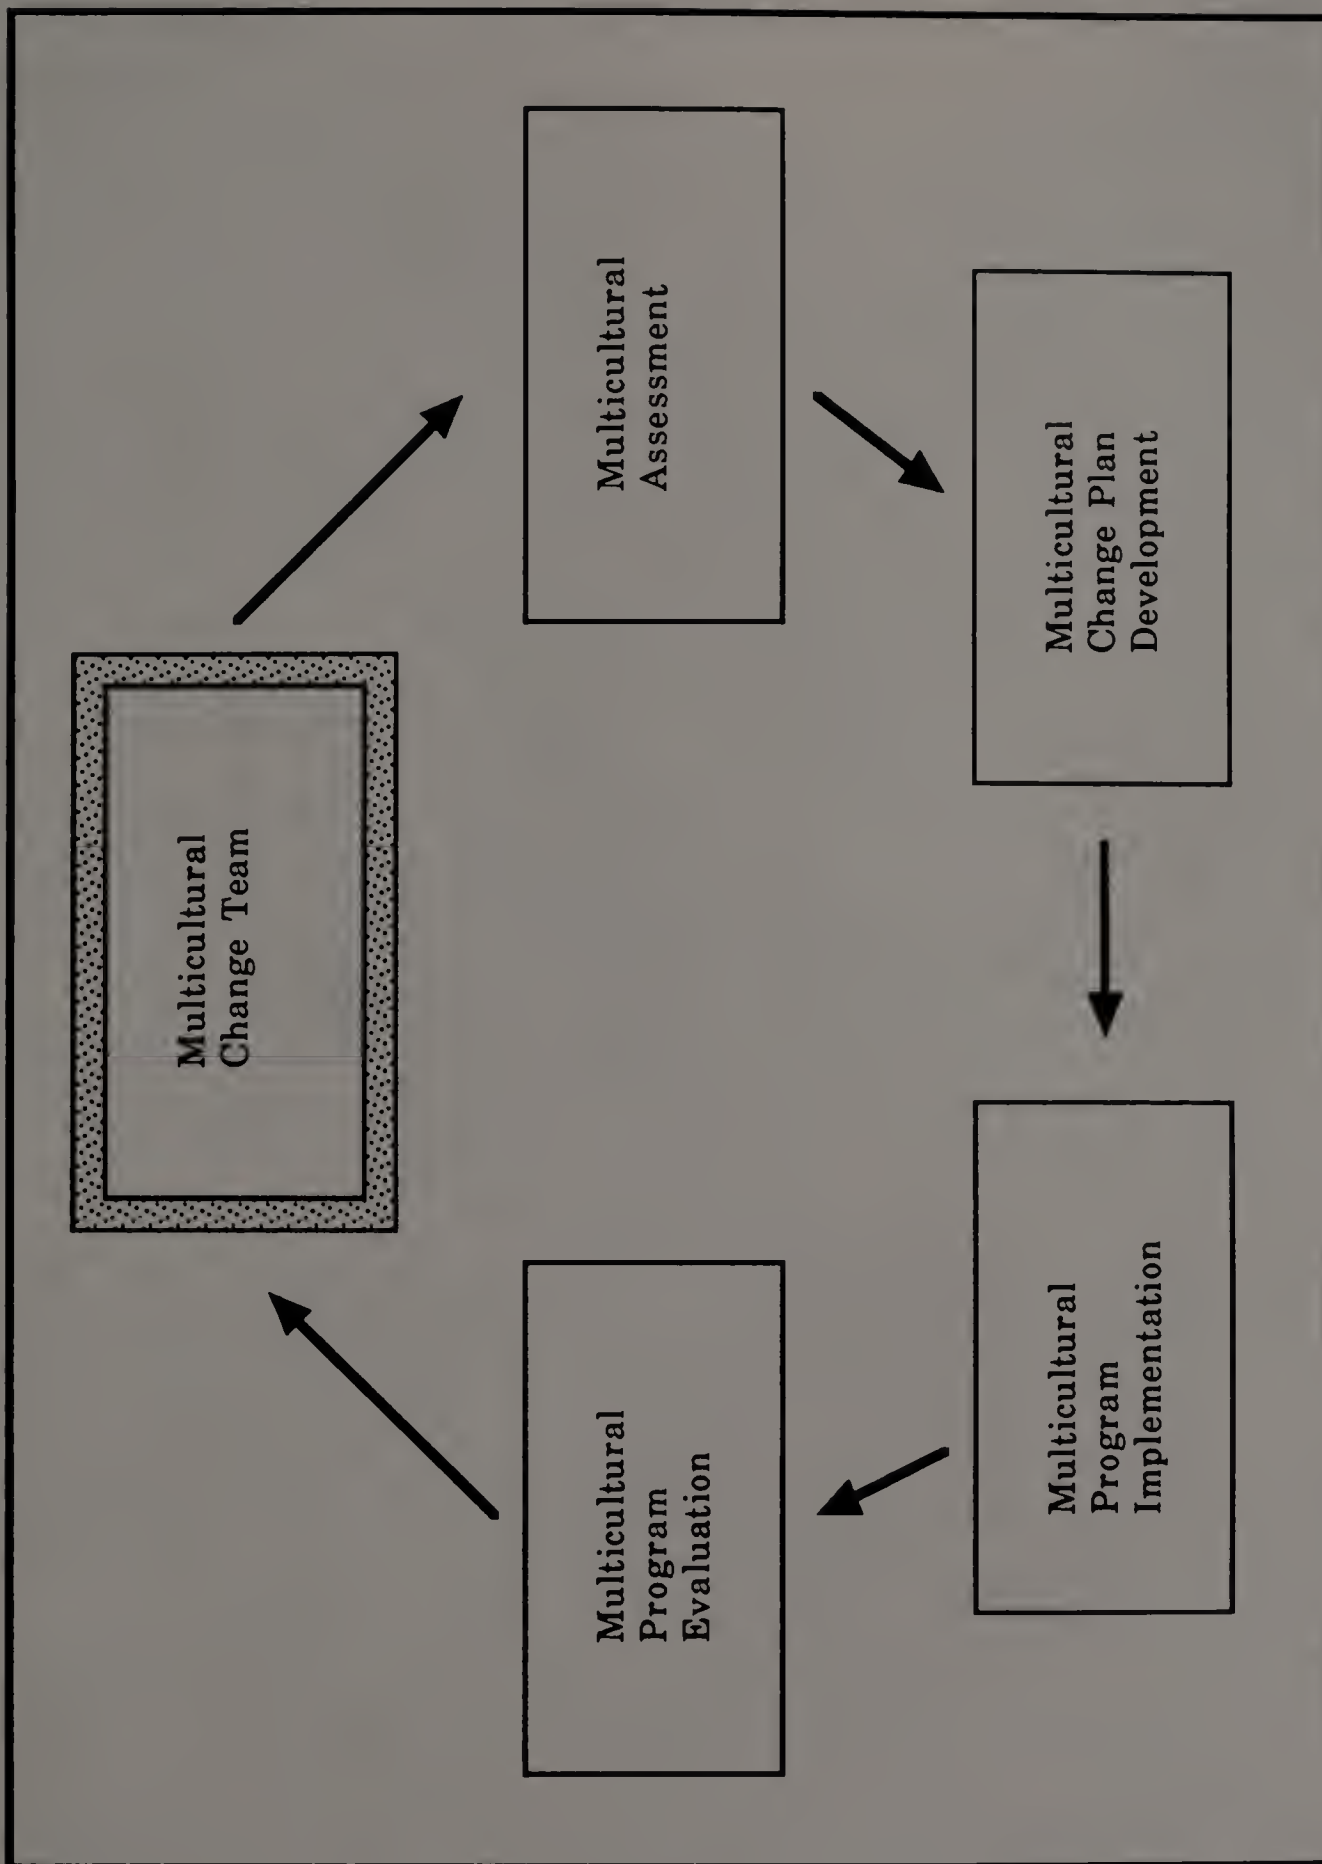 Multicultural
Change Team
Multicultural
Assessment
Multicultural
Change Plan
Development
Multicultural
Program
Implementation
Multicultural
Program
Evaluation